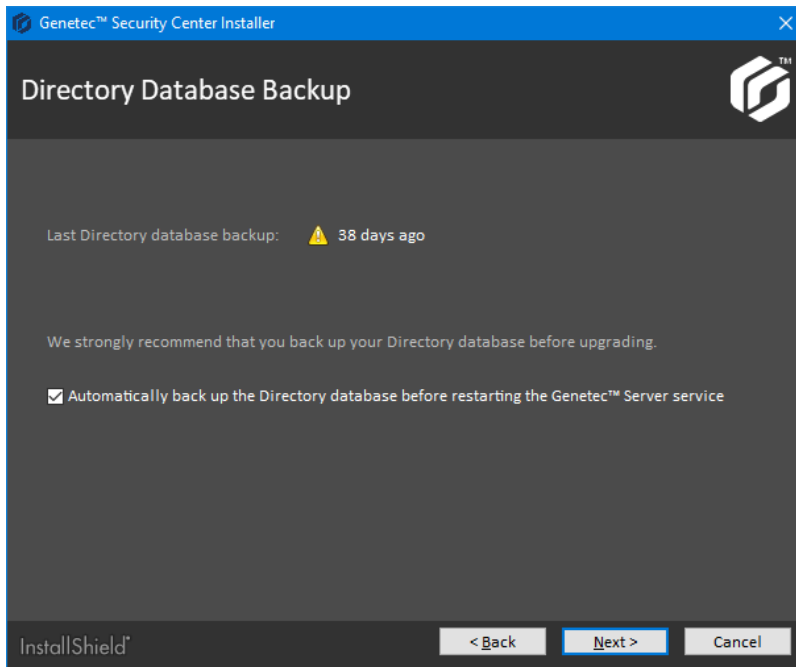 Genetec™ Security Center Installer
Directory Database Backup
TM
Last Directory database backup: 38 days ago
We strongly recommend that you back up your Directory database before upgrading.
Automatically back up the Directory database before restarting the Genetec™ Server service
InstallShield
< Back Next > Cancel